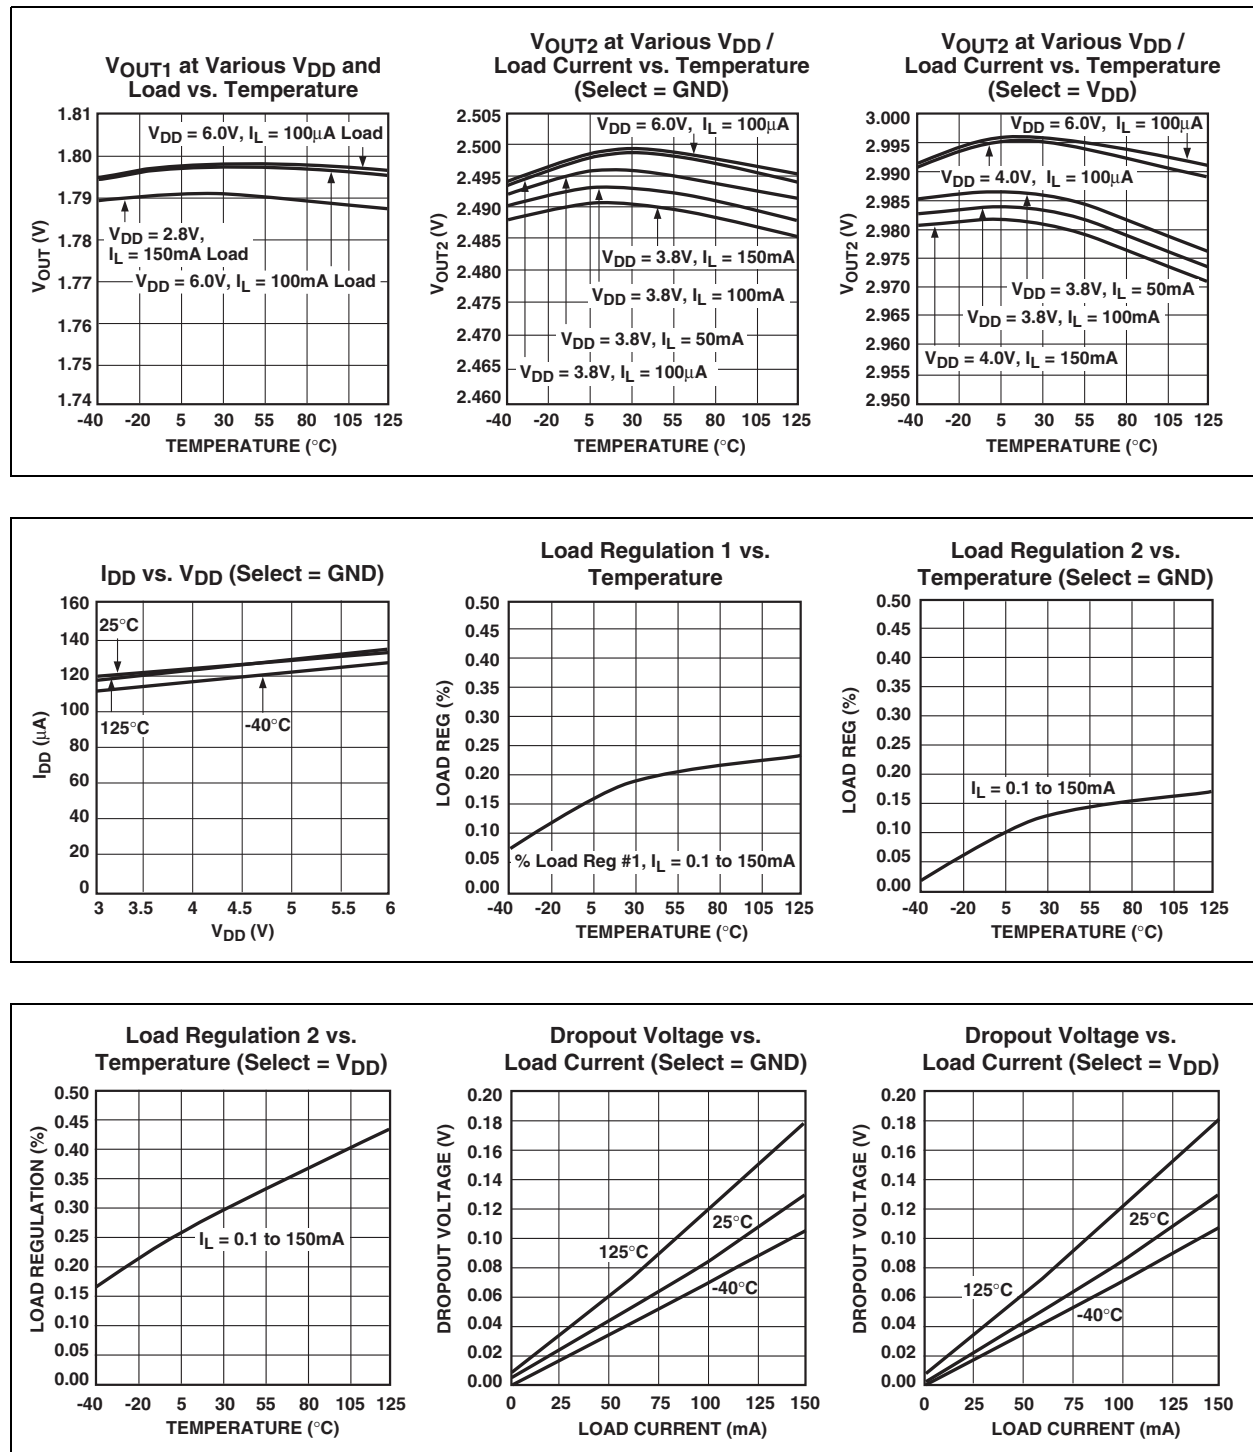 VOUT1 at Various VDD and
Load vs. Temperature
1.81
1.80
1.79
1.78
1.77
1.76
1.75
1.74
VOUT (V)
VDD = 6.0V, IL = 100µA Load
VDD = 2.8V,
IL = 150mA Load
VDD = 6.0V, IL = 100mA Load
-40 -20 5 30 55 80 105 125
TEMPERATURE (°C)
VOUT2 at Various VDD /
Load Current vs. Temperature
(Select = GND)
2.505
2.500
2.495
2.490
2.485
2.480
2.475
2.470
2.465
2.460
VOUT2 (V)
VDD = 6.0V, IL = 100µA
VDD = 3.8V, IL = 150mA
VDD = 3.8V, IL = 100mA
VDD = 3.8V, IL = 50mA
VDD = 3.8V, IL = 100µA
-40 -20 5 30 55 80 105 125
TEMPERATURE (°C)
VOUT2 at Various VDD /
Load Current vs. Temperature
(Select = VDD)
3.000
2.995
2.990
2.985
2.980
2.975
2.970
2.965
2.960
2.955
2.950
VOUT2 (V)
VDD = 6.0V, IL = 100µA
VDD = 4.0V, IL = 100µA
VDD = 3.8V, IL = 50mA
VDD = 3.8V, IL = 100mA
VDD = 4.0V, IL = 150mA
-40 -20 5 30 55 80 105 125
TEMPERATURE (°C)
IDD vs. VDD (Select = GND)
160
140
120
100
80
60
40
20
0
IDD (µA)
25°C
125°C
-40°C
3 3.5 4 4.5 5 5.5 6
VDD (V)
Load Regulation 1 vs.
Temperature
0.50
0.45
0.40
0.35
0.30
0.25
0.20
0.15
0.10
0.05
0.00
LOAD REG (%)
% Load Reg #1, IL = 0.1 to 150mA
-40 -20 5 30 55 80 105 125
TEMPERATURE (°C)
Load Regulation 2 vs.
Temperature (Select = GND)
0.50
0.45
0.40
0.35
0.30
0.25
0.20
0.15
0.10
0.05
0.00
LOAD REG (%)
IL = 0.1 to 150mA
-40 -20 5 30 55 80 105 125
TEMPERATURE (°C)
Load Regulation 2 vs.
Temperature (Select = VDD)
0.50
0.45
0.40
0.35
0.30
0.25
0.20
0.15
0.10
0.05
0.00
LOAD REGULATION (%)
IL = 0.1 to 150mA
-40 -20 5 30 55 80 105 125
TEMPERATURE (°C)
Dropout Voltage vs.
Load Current (Select = GND)
0.20
0.18
0.16
0.14
0.12
0.10
0.08
0.06
0.04
0.02
0.00
DROPOUT VOLTAGE (V)
125°C
25°C
-40°C
0 25 50 75 100 125 150
LOAD CURRENT (mA)
Dropout Voltage vs.
Load Current (Select = VDD)
0.20
0.18
0.16
0.14
0.12
0.10
0.08
0.06
0.04
0.02
0.00
DROPOUT VOLTAGE (V)
25°C
125°C
-40°C
0 25 50 75 100 125 150
LOAD CURRENT (mA)